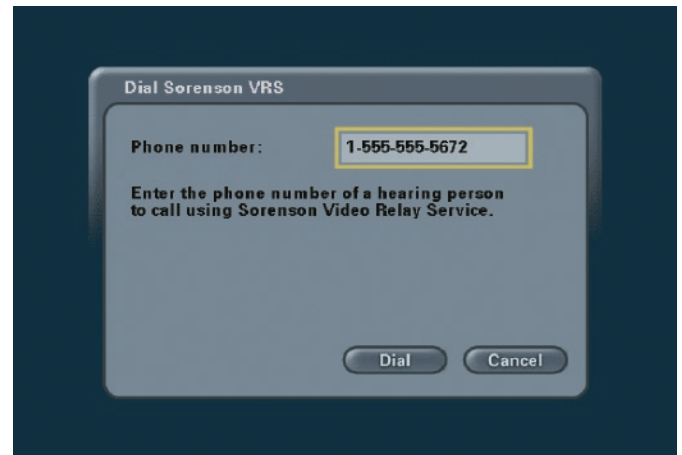 Dial Sorenson VRS
Phone number: 1-555-555-5672
Enter the phone number of a hearing person
to call using Sorenson Video Relay Service.
Dial Cancel